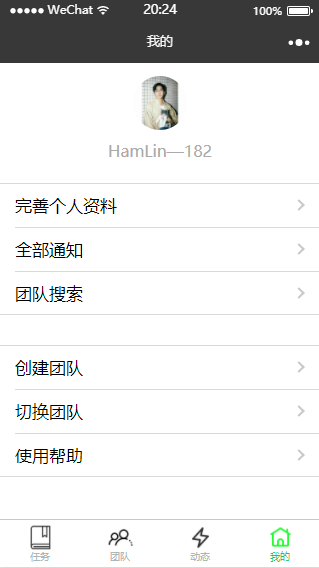 ●●●●● WeChat 20:24 100%
我的
HamLin—182
完善个人资料
全部通知
团队搜索
创建团队
切换团队
使用帮助
任务 团队 动态 我的